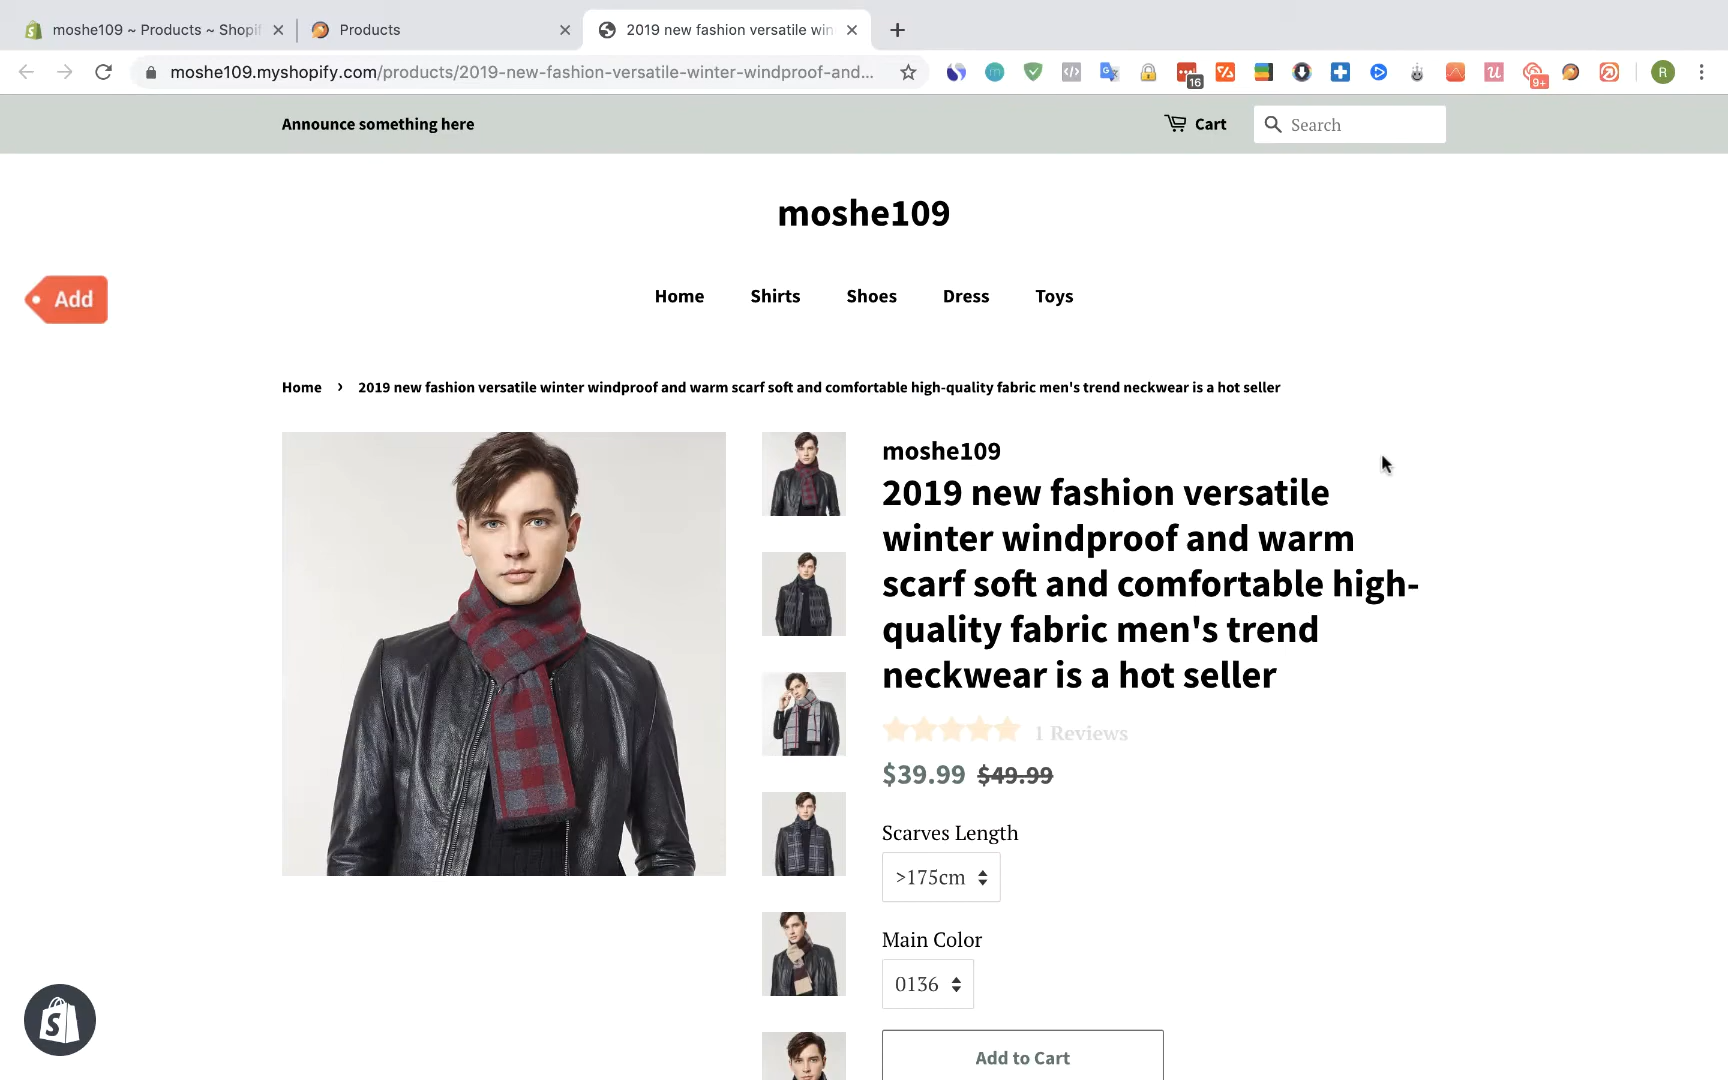 moshe109 ~ Products ~ Shopif
Products
2019 new fashion versatile win
moshe109.myshopify.com/products/2019-new-fashion-versatile-winter-windproof-and...
16
9+
R
Announce something here
Cart
Search
moshe109
Add
Home
Shirts
Shoes
Dress
Toys
Home › 2019 new fashion versatile winter windproof and warm scarf soft and comfortable high-quality fabric men's trend neckwear is a hot seller
moshe109
2019 new fashion versatile
winter windproof and warm
scarf soft and comfortable high-
quality fabric men's trend
neckwear is a hot seller
1 Reviews
$39.99 $49.99
Scarves Length
>175cm
Main Color
0136
Add to Cart